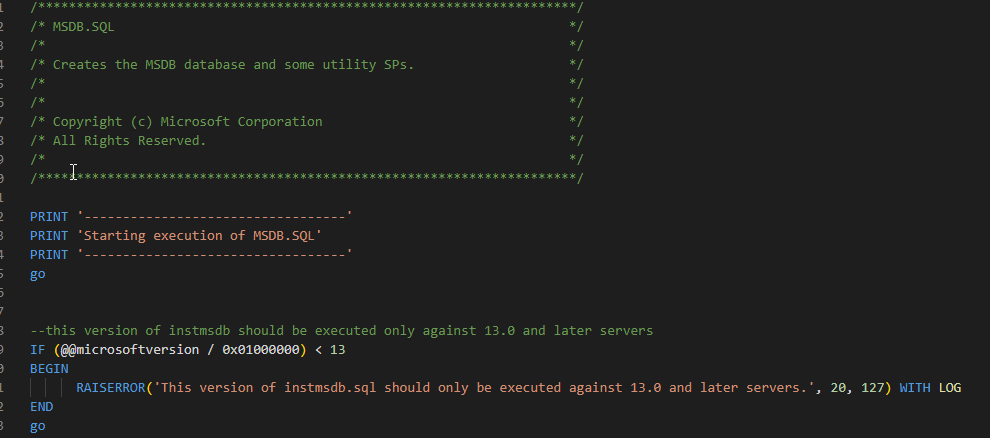 1 /**********************************************************************/
2 /* MSDB.SQL */
3 /* */
4 /* Creates the MSDB database and some utility SPs. */
5 /* */
6 /* */
7 /* Copyright (c) Microsoft Corporation */
8 /* All Rights Reserved. */
9 /* */
0 /**********************************************************************/
1
2 PRINT '----------------------------------'
3 PRINT 'Starting execution of MSDB.SQL'
4 PRINT '----------------------------------'
5 go
6
7
8 --this version of instmsdb should be executed only against 13.0 and later servers
9 IF (@@microsoftversion / 0x01000000) < 13
0 BEGIN
1 RAISERROR('This version of instmsdb.sql should only be executed against 13.0 and later servers.', 20, 127) WITH LOG
2 END
3 go